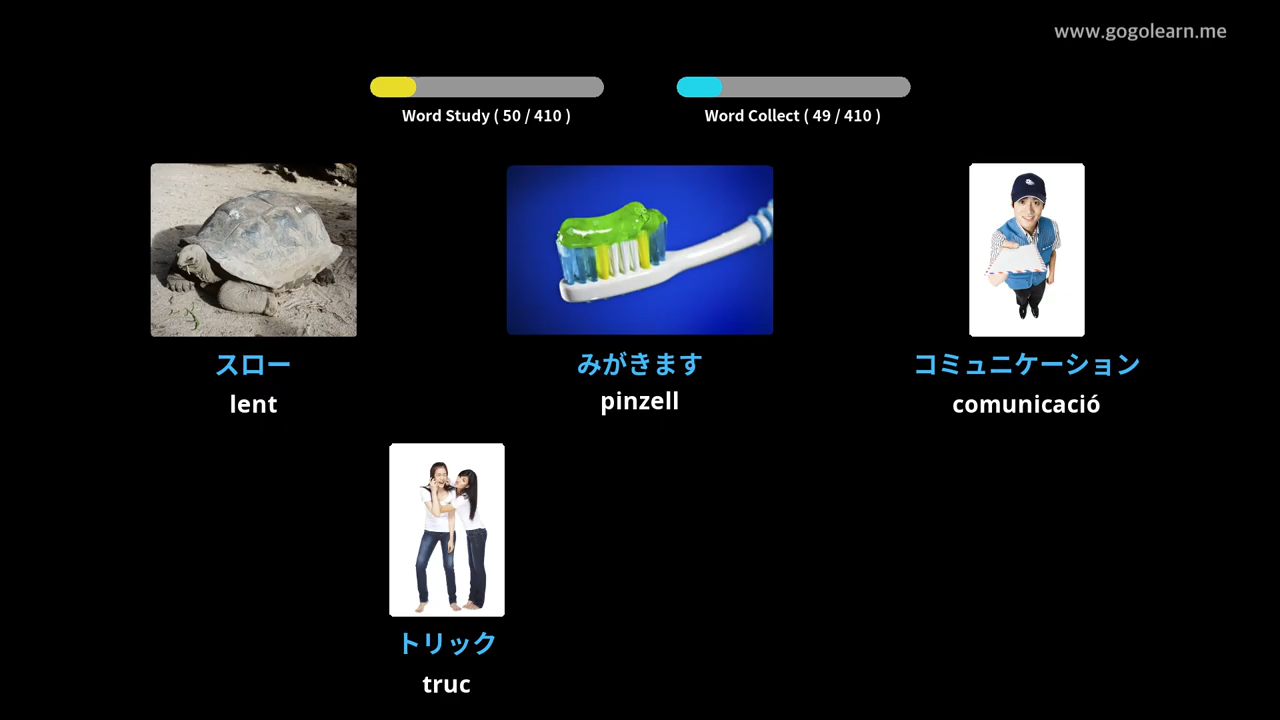 www.gogolearn.me
Word Study ( 50 / 410 )
Word Collect ( 49 / 410 )
スロー
lent
みがきます
pinzell
コミュニケーション
comunicació
トリック
truc